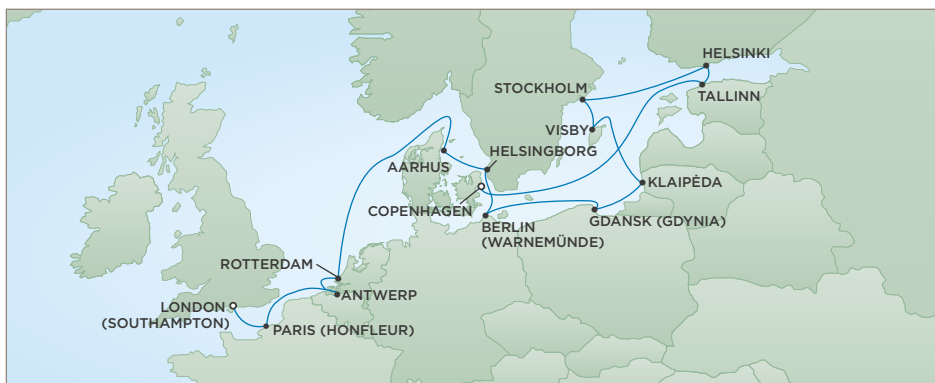 HELSINKI
STOCKHOLM
TALLINN
VISBY
HELSINGBORG
AARHUS
KLAIPĖDA
COPENHAGEN
GDANSK (GDYNIA)
BERLIN
(WARNEMÜNDE)
ROTTERDAM
ANTWERP
LONDON
(SOUTHAMPTON)
PARIS (HONFLEUR)